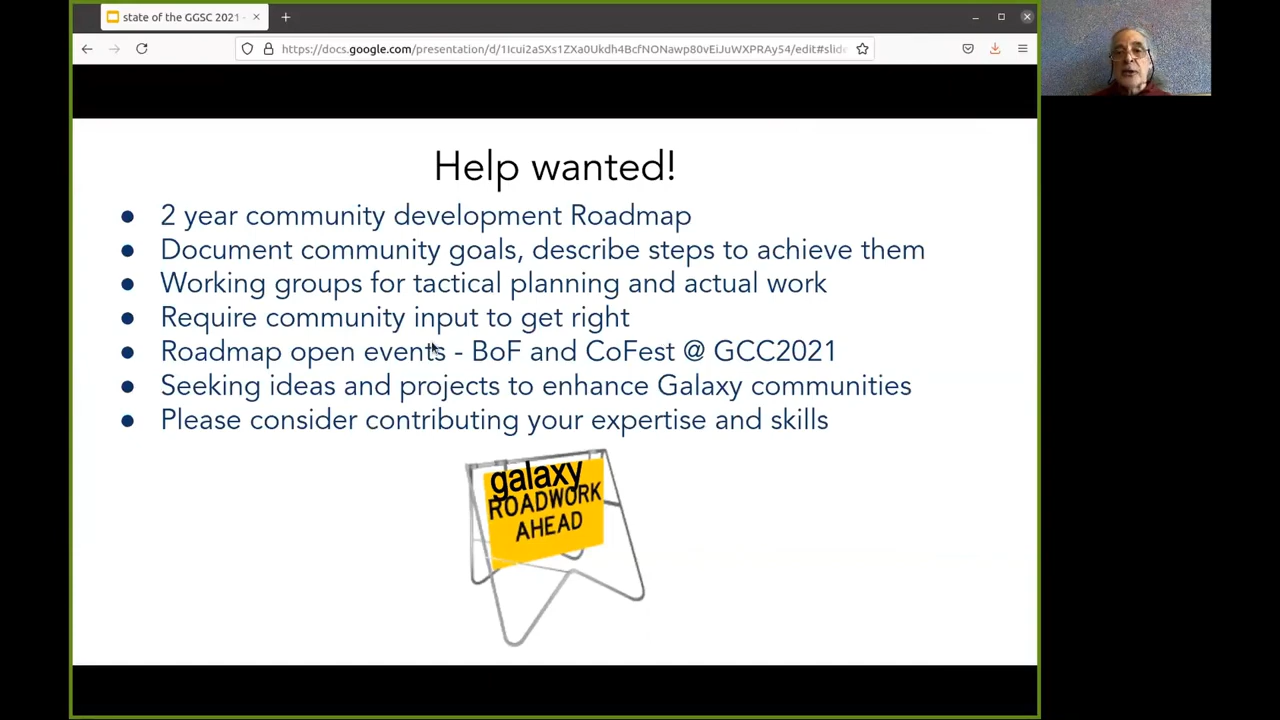 state of the GGSC 2021 -
https://docs.google.com/presentation/d/1Icui2aSXs1ZXa0Ukdh4BcfNONawp80vEiJuWXPRAy54/edit#slide
Help wanted!
● 2 year community development Roadmap
● Document community goals, describe steps to achieve them
● Working groups for tactical planning and actual work
● Require community input to get right
● Roadmap open events - BoF and CoFest @ GCC2021
● Seeking ideas and projects to enhance Galaxy communities
● Please consider contributing your expertise and skills
galaxy
ROADWORK
AHEAD